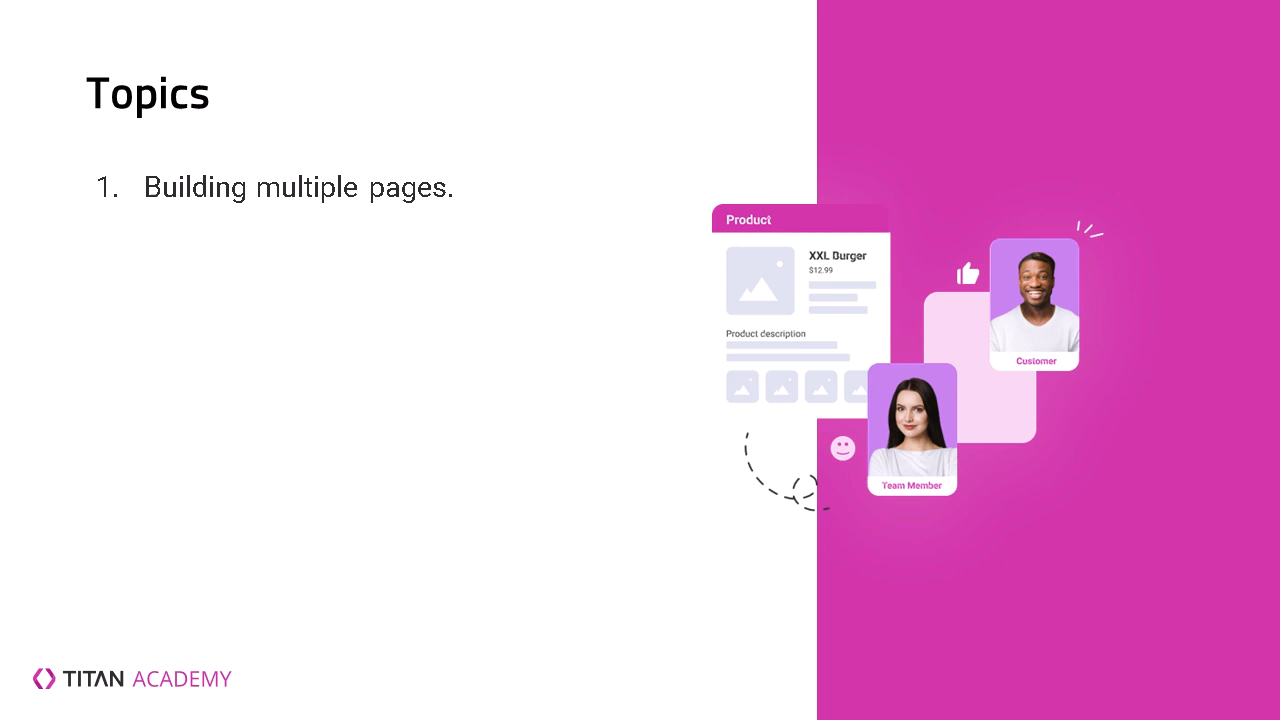 Topics
1. Building multiple pages.
Product
XXL Burger
$12.99
Product description
Customer
Team Member
TITAN ACADEMY